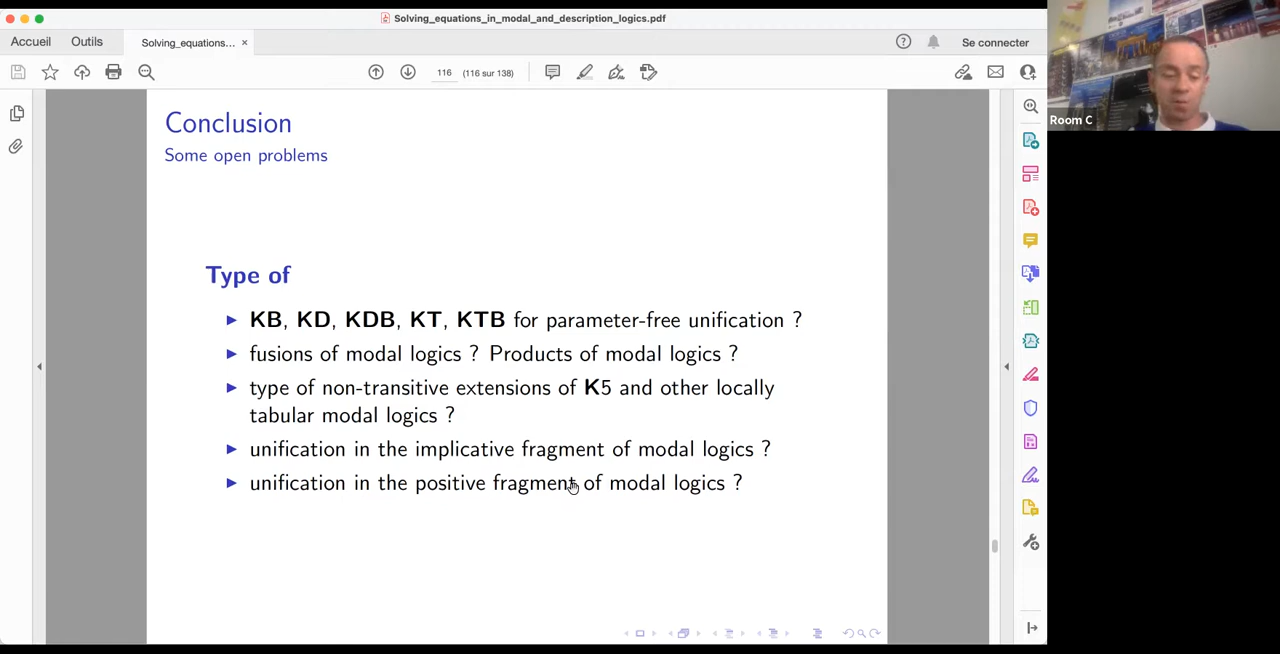 Solving_equations_in_modal_and_description_logics.pdf
Accueil Outils Solving_equations... × Se connecter
116 (116 sur 138)
Room C
Conclusion
Some open problems
Type of
▶ KB, KD, KDB, KT, KTB for parameter-free unification ?
▶ fusions of modal logics ? Products of modal logics ?
▶ type of non-transitive extensions of K5 and other locally
tabular modal logics ?
▶ unification in the implicative fragment of modal logics ?
▶ unification in the positive fragment of modal logics ?